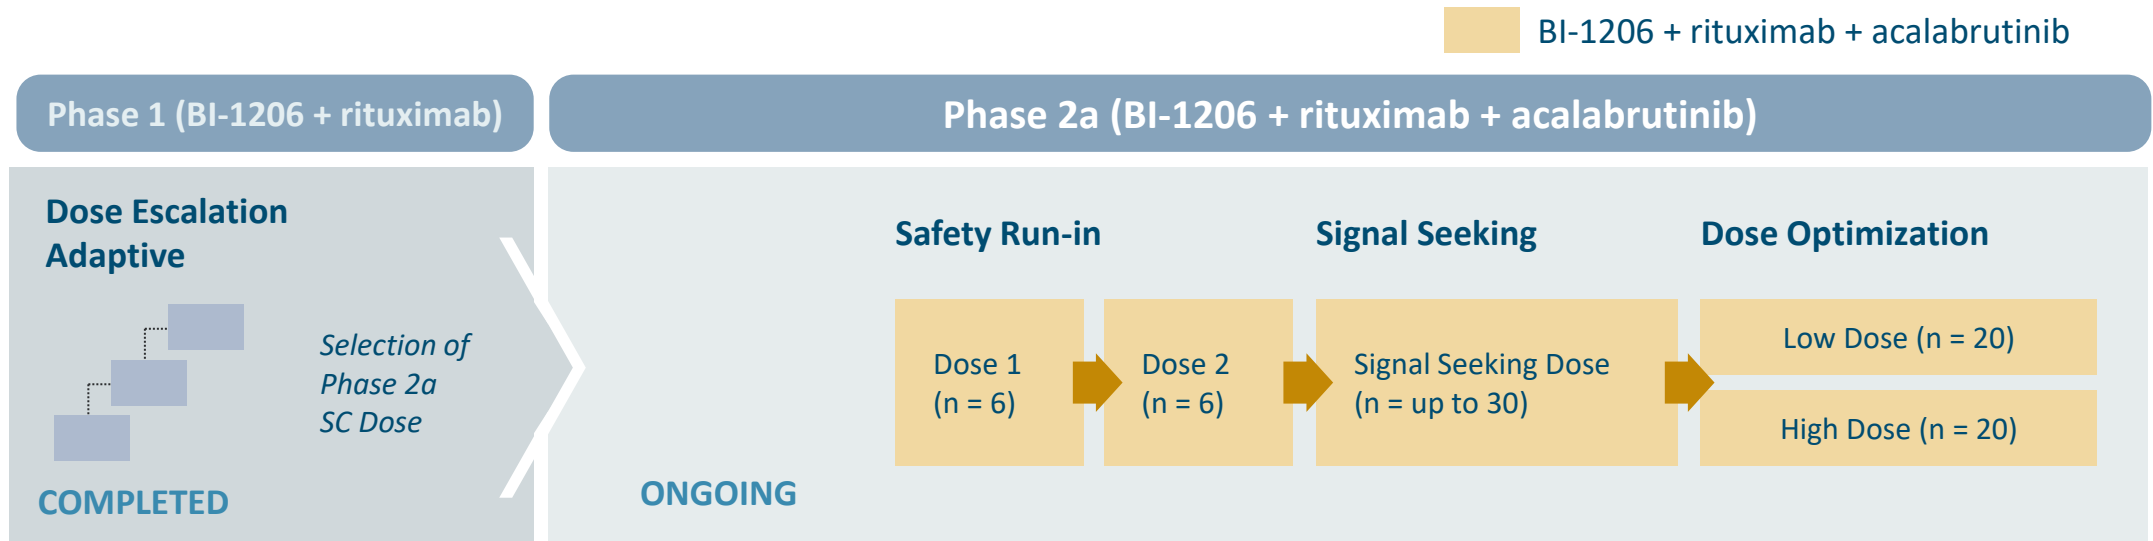 BI-1206 + rituximab + acalabrutinib
Phase 1 (BI-1206 + rituximab)
Phase 2a (BI-1206 + rituximab + acalabrutinib)
Dose Escalation
Adaptive
Selection of
Phase 2a
SC Dose
COMPLETED
ONGOING
Safety Run-in
Dose 1
(n = 6)
Dose 2
(n = 6)
Signal Seeking
Signal Seeking Dose
(n = up to 30)
Dose Optimization
Low Dose (n = 20)
High Dose (n = 20)